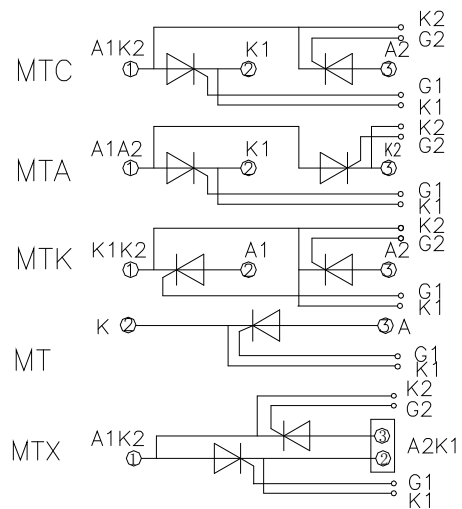 K2
A1K2 K1 A2 G2
MTC ① ② ③
G1
K1
K2
A1A2 K1 K2 G2
MTA ① ② ③
G1
K1
K2
K1K2 A1 A2 G2
MTK ① ② ③
G1
K1
K ② ③ A
MT G1
K1
K2
G2
A1K2 ③
MTX ① ② A2K1
G1
K1